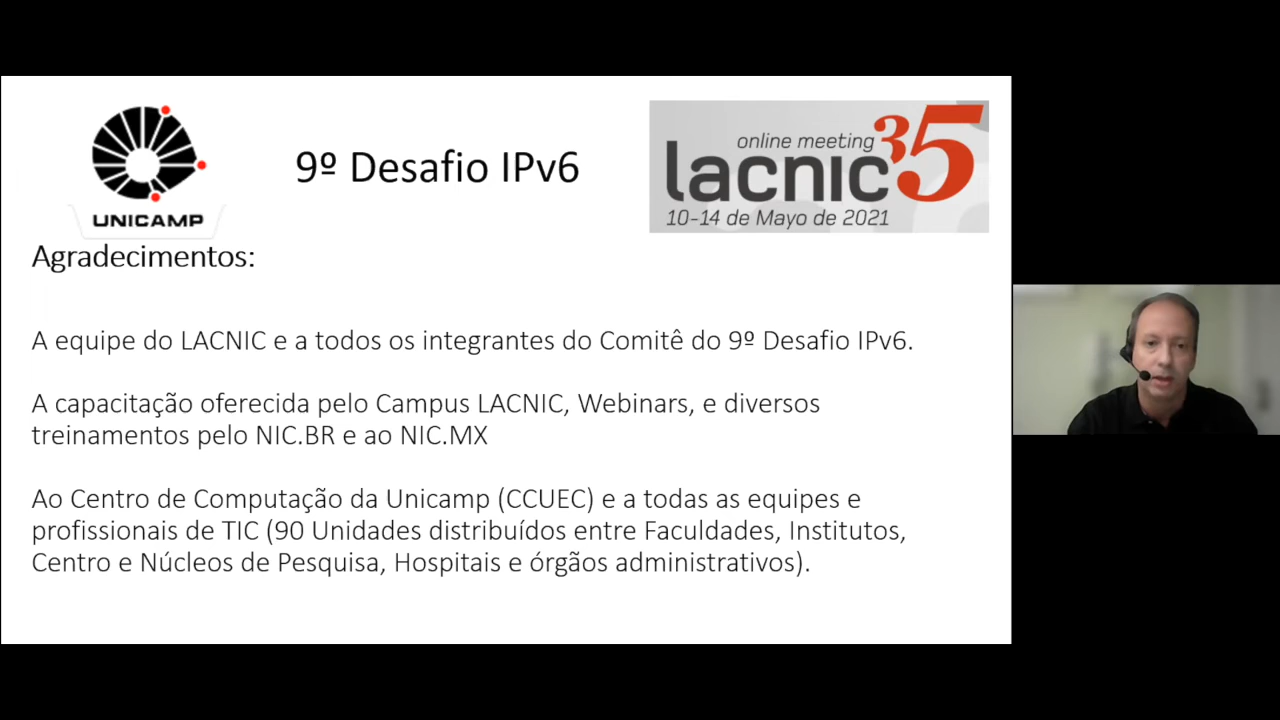 UNICAMP
9º Desafio IPv6
online meeting 35
lacnic
10-14 de Mayo de 2021
Agradecimentos:
A equipe do LACNIC e a todos os integrantes do Comitê do 9º Desafio IPv6.
A capacitação oferecida pelo Campus LACNIC, Webinars, e diversos
treinamentos pelo NIC.BR e ao NIC.MX
Ao Centro de Computação da Unicamp (CCUEC) e a todas as equipes e
profissionais de TIC (90 Unidades distribuídos entre Faculdades, Institutos,
Centro e Núcleos de Pesquisa, Hospitais e órgãos administrativos).